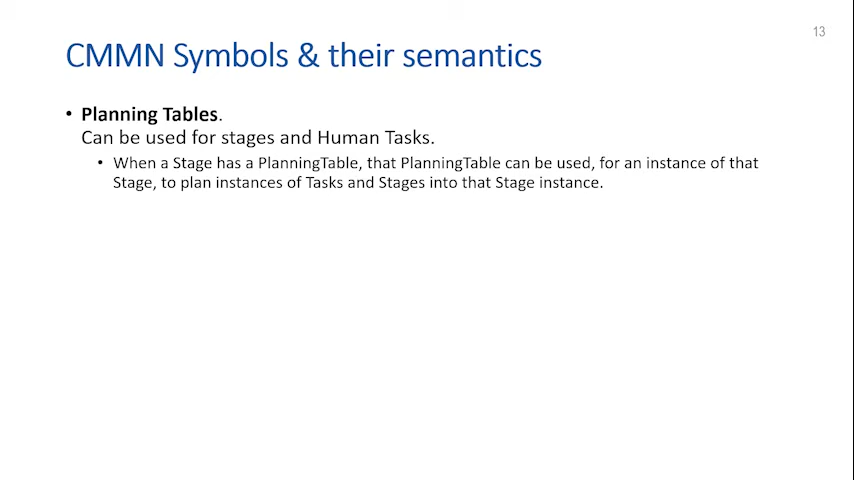 13
CMMN Symbols & their semantics
• Planning Tables.
Can be used for stages and Human Tasks.
• When a Stage has a PlanningTable, that PlanningTable can be used, for an instance of that
Stage, to plan instances of Tasks and Stages into that Stage instance.